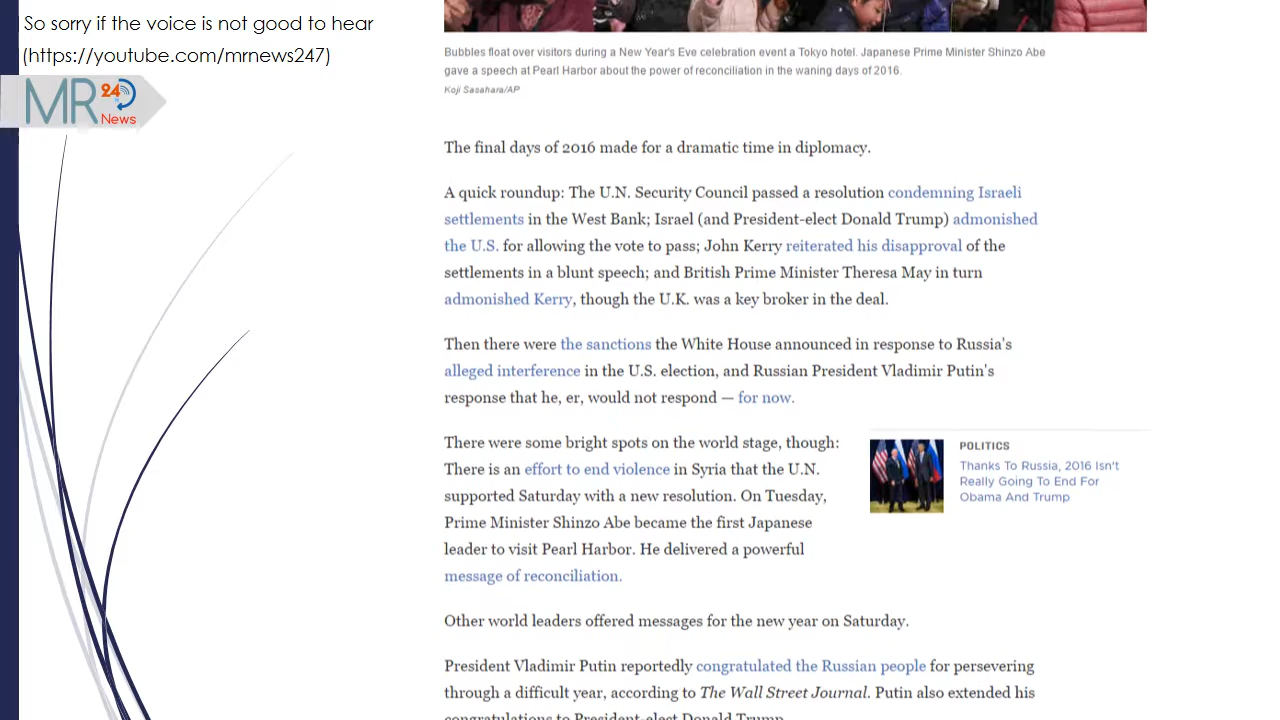 So sorry if the voice is not good to hear
(https://youtube.com/mrnews247)
MR 24 News
Bubbles float over visitors during a New Year's Eve celebration event a Tokyo hotel. Japanese Prime Minister Shinzo Abe
gave a speech at Pearl Harbor about the power of reconciliation in the waning days of 2016.
Koji Sasahara/AP
The final days of 2016 made for a dramatic time in diplomacy.
A quick roundup: The U.N. Security Council passed a resolution condemning Israeli
settlements in the West Bank; Israel (and President-elect Donald Trump) admonished
the U.S. for allowing the vote to pass; John Kerry reiterated his disapproval of the
settlements in a blunt speech; and British Prime Minister Theresa May in turn
admonished Kerry, though the U.K. was a key broker in the deal.
Then there were the sanctions the White House announced in response to Russia's
alleged interference in the U.S. election, and Russian President Vladimir Putin's
response that he, er, would not respond — for now.
There were some bright spots on the world stage, though:
There is an effort to end violence in Syria that the U.N.
supported Saturday with a new resolution. On Tuesday,
Prime Minister Shinzo Abe became the first Japanese
leader to visit Pearl Harbor. He delivered a powerful
message of reconciliation.
POLITICS
Thanks To Russia, 2016 Isn't
Really Going To End For
Obama And Trump
Other world leaders offered messages for the new year on Saturday.
President Vladimir Putin reportedly congratulated the Russian people for persevering
through a difficult year, according to The Wall Street Journal. Putin also extended his
congratulations to President-elect Donald Trump.